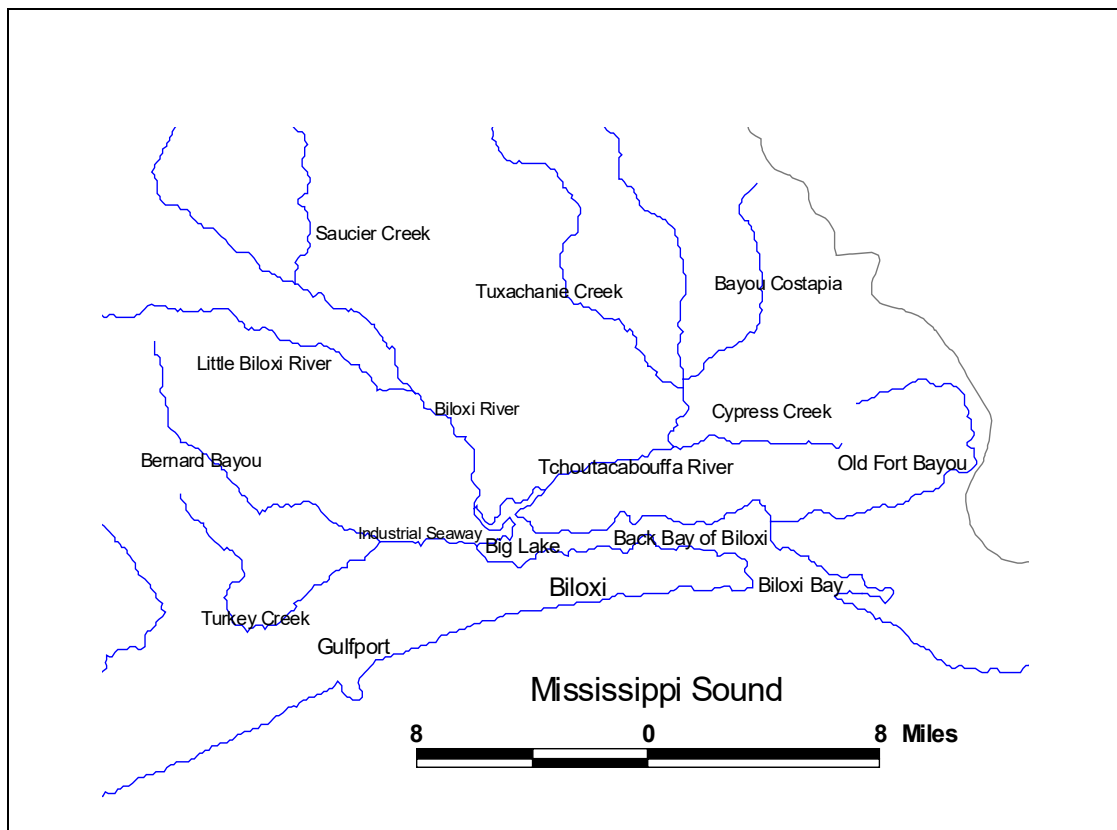 Saucier Creek
Tuxachanie Creek
Bayou Costapia
Little Biloxi River
Biloxi River
Cypress Creek
Bernard Bayou
Tchoutacabouffa River
Old Fort Bayou
Industrial Seaway
Big Lake
Back Bay of Biloxi
Biloxi
Biloxi Bay
Turkey Creek
Gulfport
Mississippi Sound
8 0 8 Miles